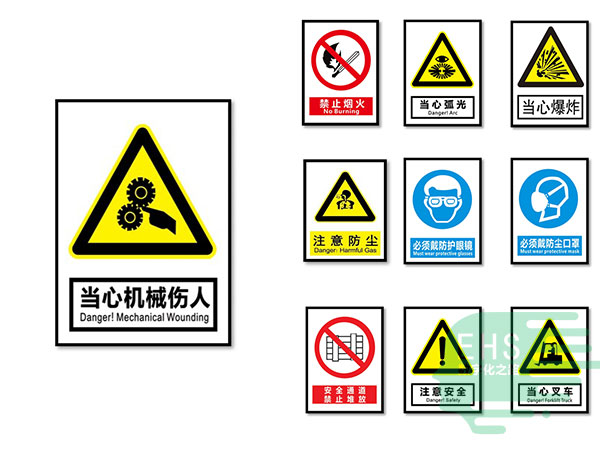 当心机械伤人
Danger! Mechanical Wounding
禁止烟火
No Burning
当心弧光
Danger! Arc
当心爆炸
注意防尘
Danger! Harmful Gas
必须戴防护眼镜
Must wear protective glasses
必须戴防尘口罩
Must wear protective mask
安全通道
禁止堆放
注意安全
Danger! Safety
当心叉车
Danger! Forklift Truck
EHS